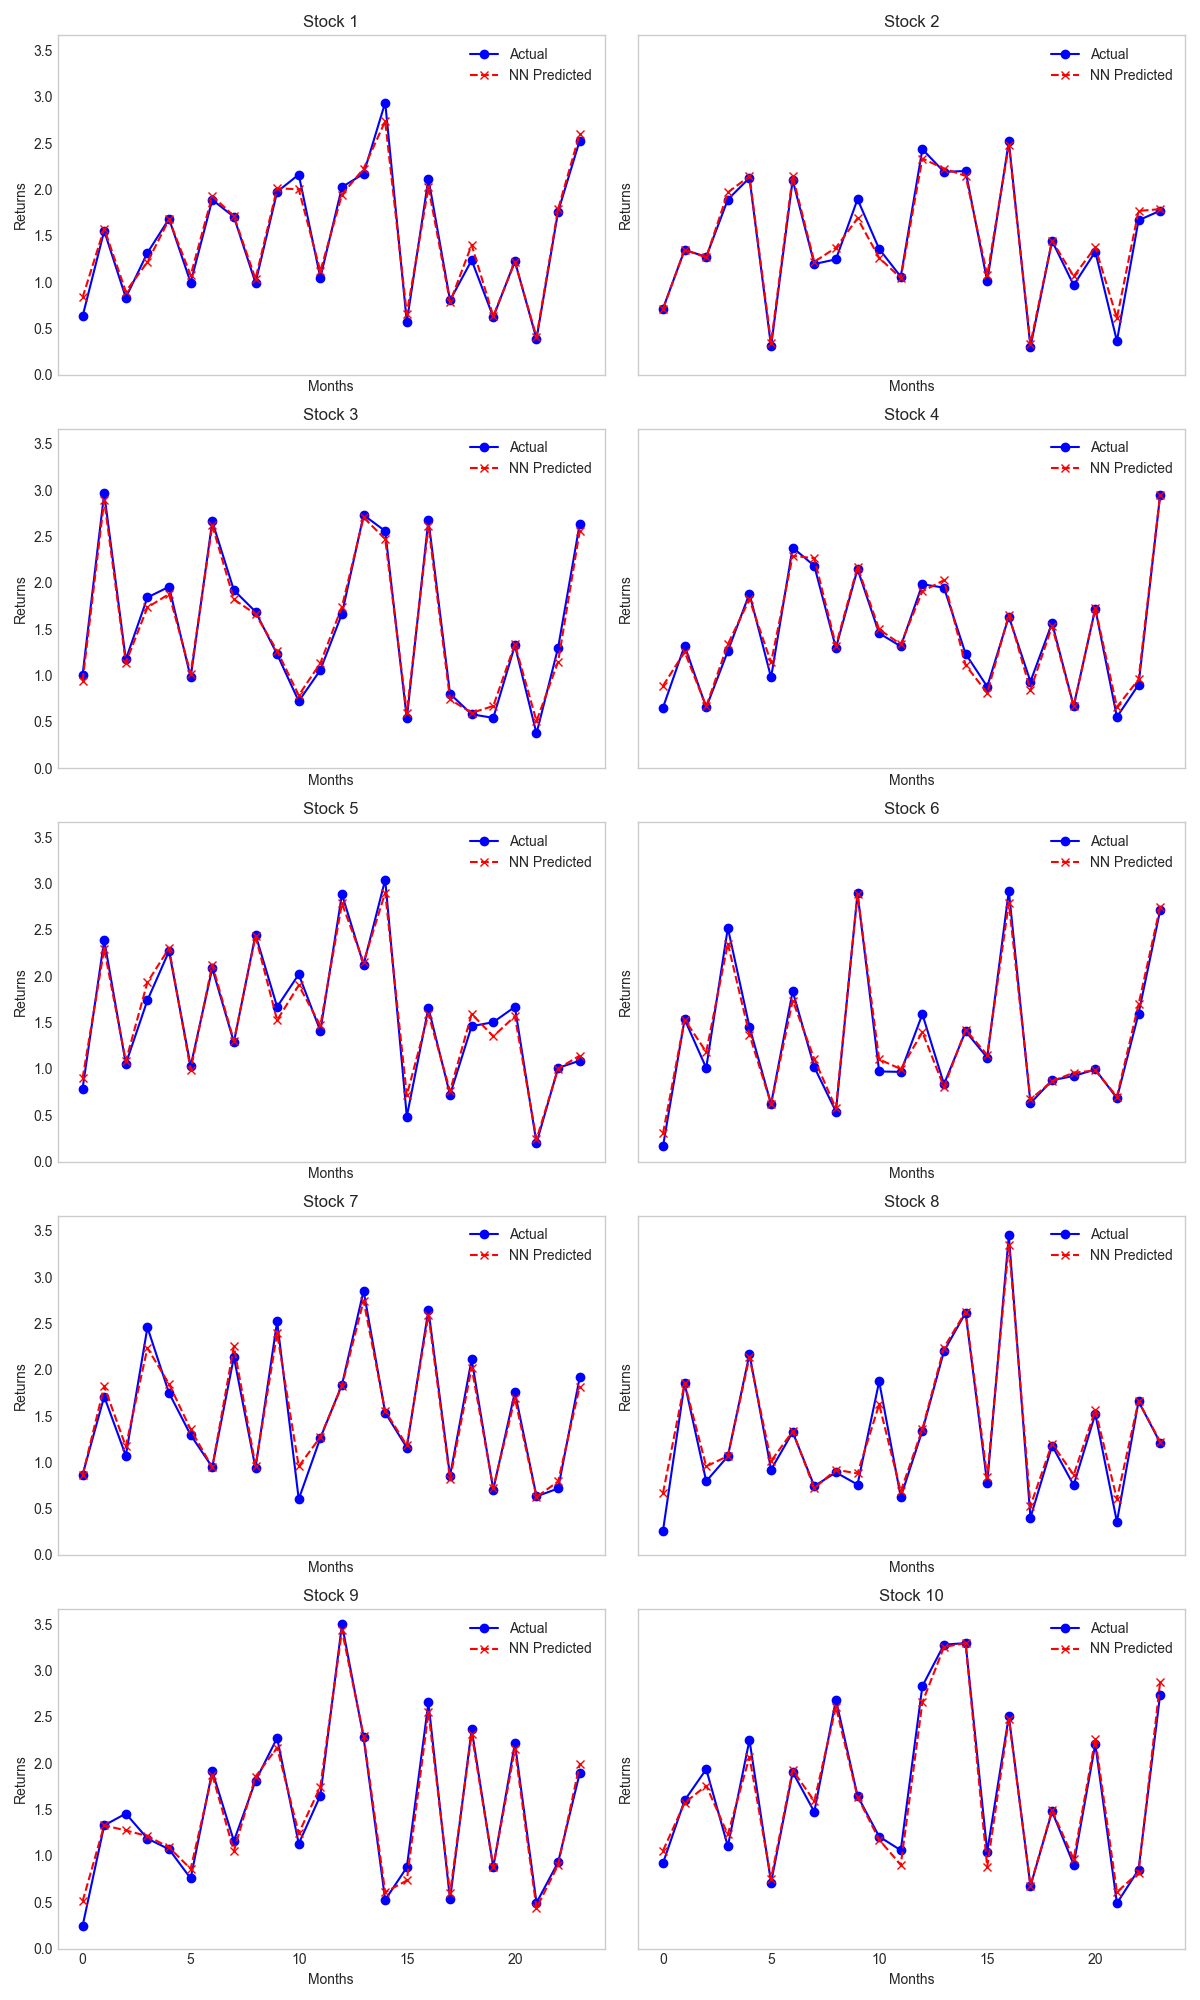 Stock 1
Stock 2
3.5
3.0
2.5
2.0
1.5
1.0
0.5
0.0
Returns
Actual
NN Predicted
Months
Returns
Actual
NN Predicted
Months
Stock 3
Stock 4
3.5
3.0
2.5
2.0
1.5
1.0
0.5
0.0
Returns
Actual
NN Predicted
Months
Returns
Actual
NN Predicted
Months
Stock 5
Stock 6
3.5
3.0
2.5
2.0
1.5
1.0
0.5
0.0
Returns
Actual
NN Predicted
Months
Returns
Actual
NN Predicted
Months
Stock 7
Stock 8
3.5
3.0
2.5
2.0
1.5
1.0
0.5
0.0
Returns
Actual
NN Predicted
Months
Returns
Actual
NN Predicted
Months
Stock 9
Stock 10
3.5
3.0
2.5
2.0
1.5
1.0
0.5
0.0
Returns
Actual
NN Predicted
0 5 10 15 20
Months
Returns
Actual
NN Predicted
0 5 10 15 20
Months